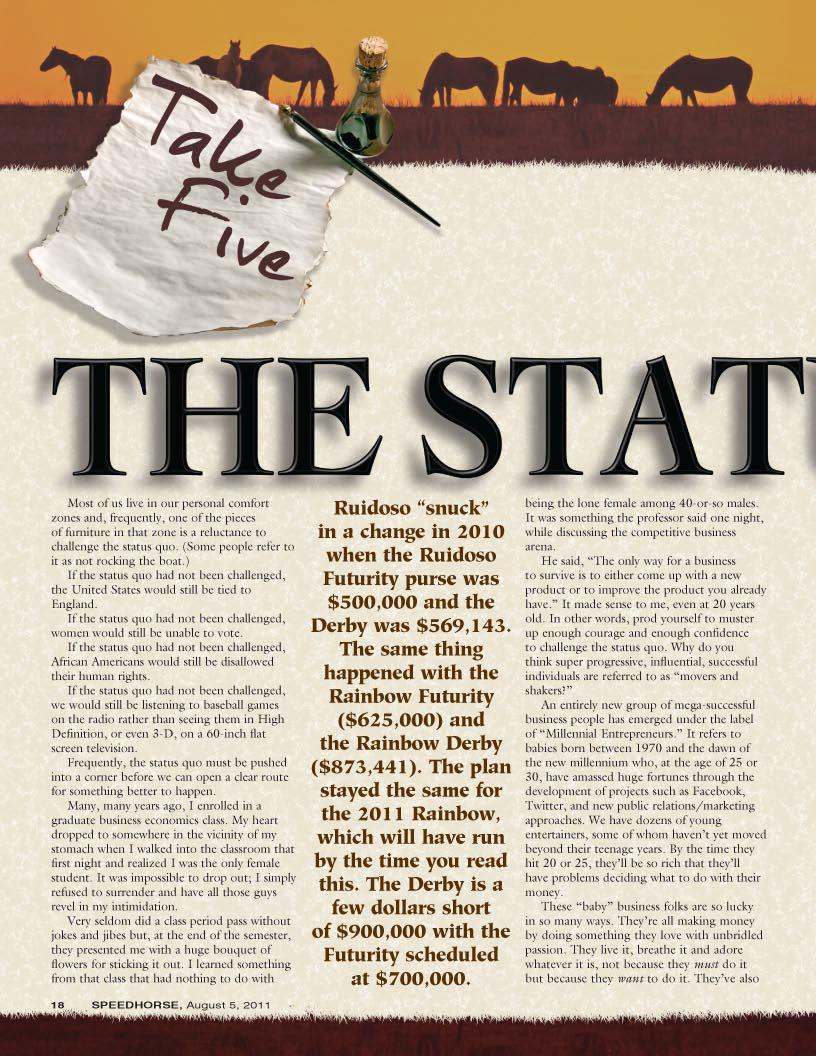 Take
Five
THE STATU
Most of us live in our personal comfort
zones and, frequently, one of the pieces
of furniture in that zone is a reluctance to
challenge the status quo. (Some people refer to
it as not rocking the boat.)
If the status quo had not been challenged,
the United States would still be tied to
England.
If the status quo had not been challenged,
women would still be unable to vote.
If the status quo had not been challenged,
African Americans would still be disallowed
their human rights.
If the status quo had not been challenged,
we would still be listening to baseball games
on the radio rather than seeing them in High
Definition, or even 3-D, on a 60-inch flat
screen television.
Frequently, the status quo must be pushed
into a corner before we can open a clear route
for something better to happen.
Many, many years ago, I enrolled in a
graduate business economics class. My heart
dropped to somewhere in the vicinity of my
stomach when I walked into the classroom that
first night and realized I was the only female
student. It was impossible to drop out; I simply
refused to surrender and have all those guys
revel in my intimidation.
Very seldom did a class period pass without
jokes and jibes but, at the end of the semester,
they presented me with a huge bouquet of
flowers for sticking it out. I learned something
from that class that had nothing to do with
Ruidoso “snuck”
in a change in 2010
when the Ruidoso
Futurity purse was
$500,000 and the
Derby was $569,143.
The same thing
happened with the
Rainbow Futurity
($625,000) and
the Rainbow Derby
($873,441). The plan
stayed the same for
the 2011 Rainbow,
which will have run
by the time you read
this. The Derby is a
few dollars short
of $900,000 with the
Futurity scheduled
at $700,000.
being the lone female among 40-or-so males.
It was something the professor said one night,
while discussing the competitive business
arena.
He said, “The only way for a business
to survive is to either come up with a new
product or to improve the product you already
have.” It made sense to me, even at 20 years
old. In other words, prod yourself to muster
up enough courage and enough confidence
to challenge the status quo. Why do you
think super progressive, influential, successful
individuals are referred to as “movers and
shakers?”
An entirely new group of mega-successful
business people has emerged under the label
of “Millennial Entrepreneurs.” It refers to
babies born between 1970 and the dawn of
the new millennium who, at the age of 25 or
30, have amassed huge fortunes through the
development of projects such as Facebook,
Twitter, and new public relations/marketing
approaches. We have dozens of young
entertainers, some of whom haven’t yet moved
beyond their teenage years. By the time they
hit 20 or 25, they’ll be so rich that they’ll
have problems deciding what to do with their
money.
These “baby” business folks are so lucky
in so many ways. They’re all making money
by doing something they love with unbridled
passion. They live it, breathe it and adore
whatever it is, not because they must do it
but because they want to do it. They’ve also
18 SPEEDHORSE, August 5, 2011